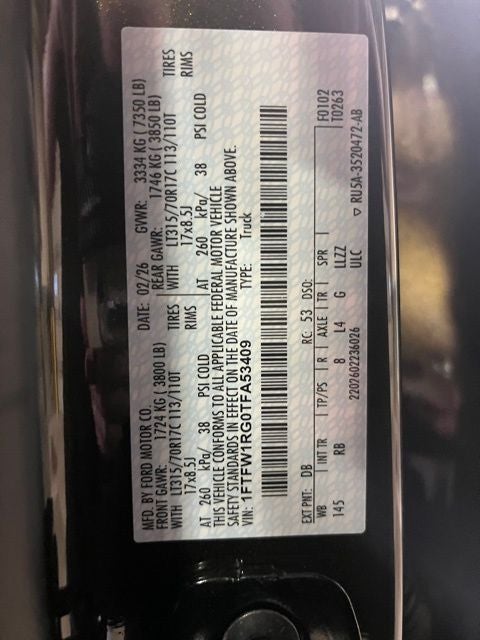 MFD. BY FORD MOTOR CO. DATE: 02/26 GVWR: 3334 KG ( 7350 LB)
FRONT GAWR: 1724 KG ( 3800 LB) REAR GAWR: 1746 KG ( 3850 LB)
WITH LT315/70R17C 113/110T TIRES WITH LT315/70R17C 113/110T TIRES
17x8.5J RIMS 17x8.5J RIMS
AT 260 kPa/ 38 PSI COLD AT 260 kPa/ 38 PSI COLD
THIS VEHICLE CONFORMS TO ALL APPLICABLE FEDERAL MOTOR VEHICLE
SAFETY STANDARDS IN EFFECT ON THE DATE OF MANUFACTURE SHOWN ABOVE.
VIN: 1FTFW1RG0TFA53409 TYPE: Truck
EXT PNT: DB RC: 53 DSO: F0102
WB INT TR TP/PS R AXLE TR SPR T0263
145 RB 8 L4 G LLZZ
2202602236026 ULC ▽ RU5A-3520472-AB